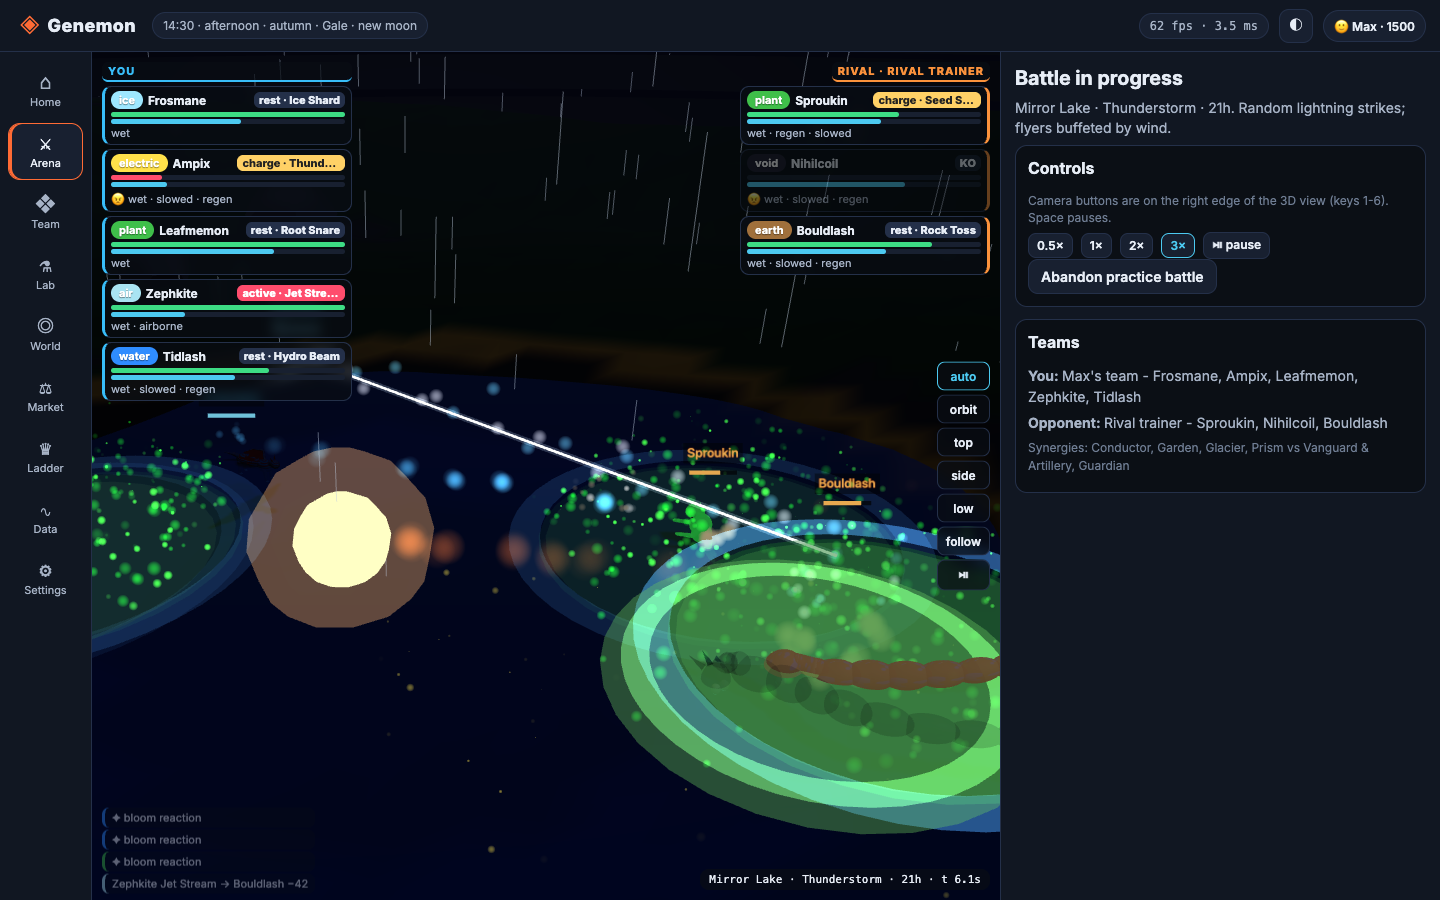 Genemon
14:30 · afternoon · autumn · Gale · new moon
62 fps · 3.5 ms
Max · 1500
Home
Arena
Team
Lab
World
Market
Ladder
Data
Settings
YOU
ice Frosmane rest · Ice Shard
wet
electric Ampix charge · Thund…
wet · slowed · regen
plant Leafmemon rest · Root Snare
wet
air Zephkite active · Jet Stre…
wet · airborne
water Tidlash rest · Hydro Beam
wet · slowed · regen
RIVAL · RIVAL TRAINER
plant Sproukin charge · Seed S…
wet · regen · slowed
void Nihilcoil KO
wet · slowed · regen
earth Bouldlash rest · Rock Toss
wet · slowed · regen
Sproukin
Bouldlash
auto
orbit
top
side
low
follow
✦ bloom reaction
✦ bloom reaction
✦ bloom reaction
Zephkite Jet Stream → Bouldlash −42
Mirror Lake · Thunderstorm · 21h · t 6.1s
Battle in progress
Mirror Lake · Thunderstorm · 21h. Random lightning strikes;
flyers buffeted by wind.
Controls
Camera buttons are on the right edge of the 3D view (keys 1-6).
Space pauses.
0.5× 1× 2× 3× ⏯ pause
Abandon practice battle
Teams
You: Max's team - Frosmane, Ampix, Leafmemon,
Zephkite, Tidlash
Opponent: Rival trainer - Sproukin, Nihilcoil, Bouldlash
Synergies: Conductor, Garden, Glacier, Prism vs Vanguard &
Artillery, Guardian